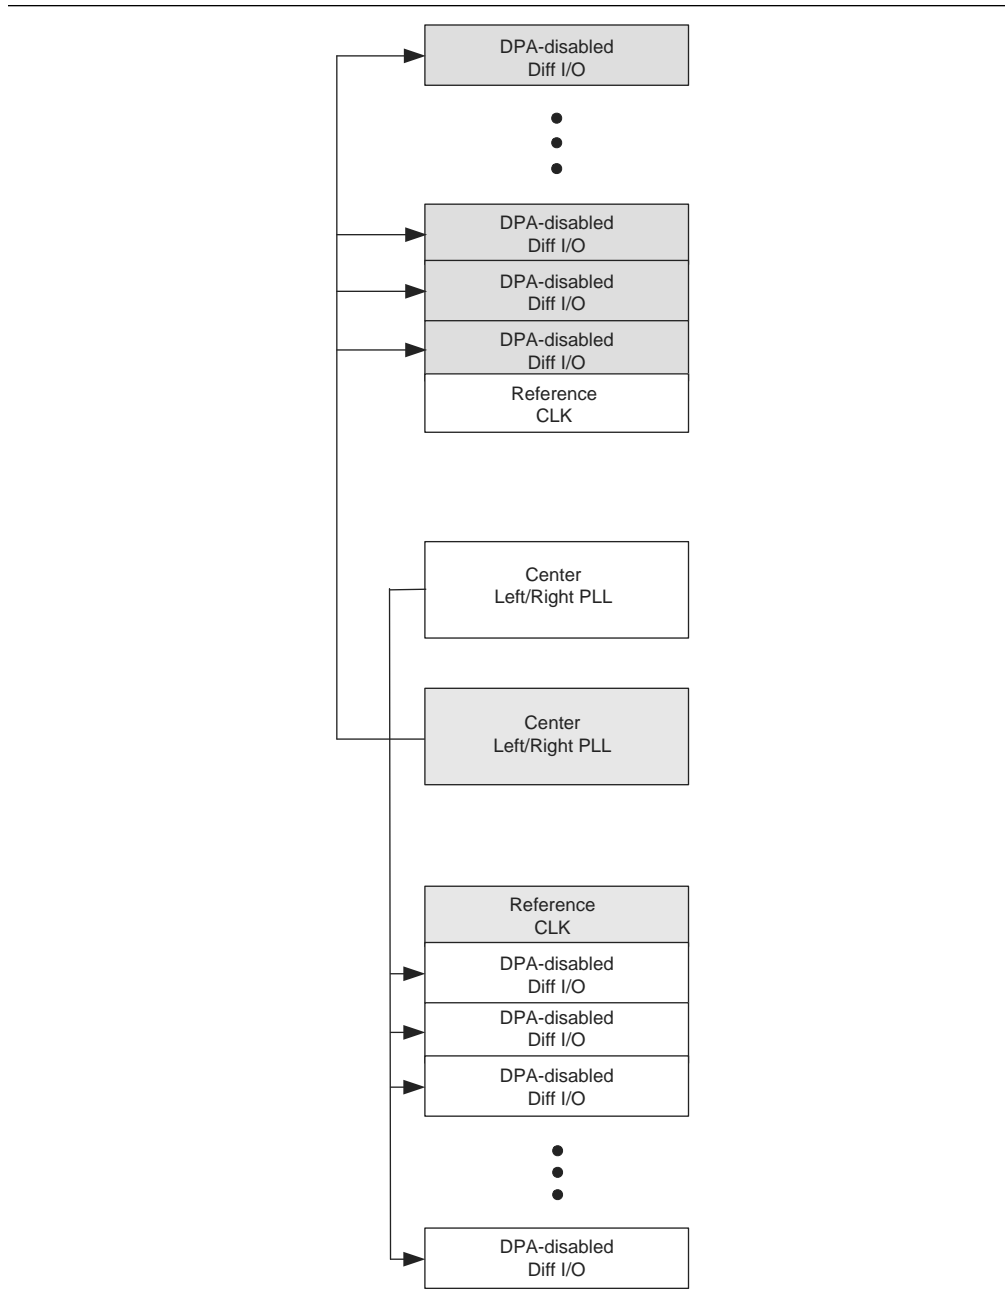 DPA-disabled
Diff I/O
DPA-disabled
Diff I/O
DPA-disabled
Diff I/O
DPA-disabled
Diff I/O
Reference
CLK
Center
Left/Right PLL
Center
Left/Right PLL
Reference
CLK
DPA-disabled
Diff I/O
DPA-disabled
Diff I/O
DPA-disabled
Diff I/O
DPA-disabled
Diff I/O